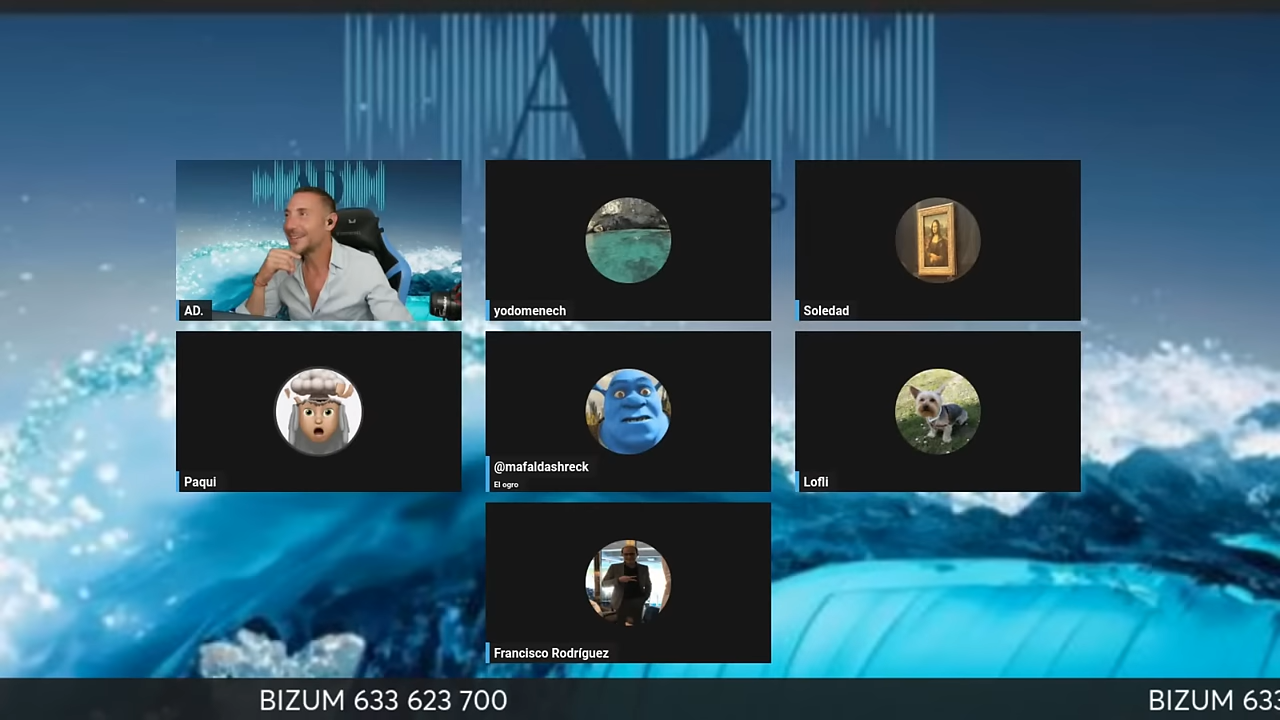 AD
AD.
yodomenech
Soledad
Paqui
@mafaldashreck
El ogro
Lofli
Francisco Rodríguez
BIZUM 633 623 700
BIZUM 633